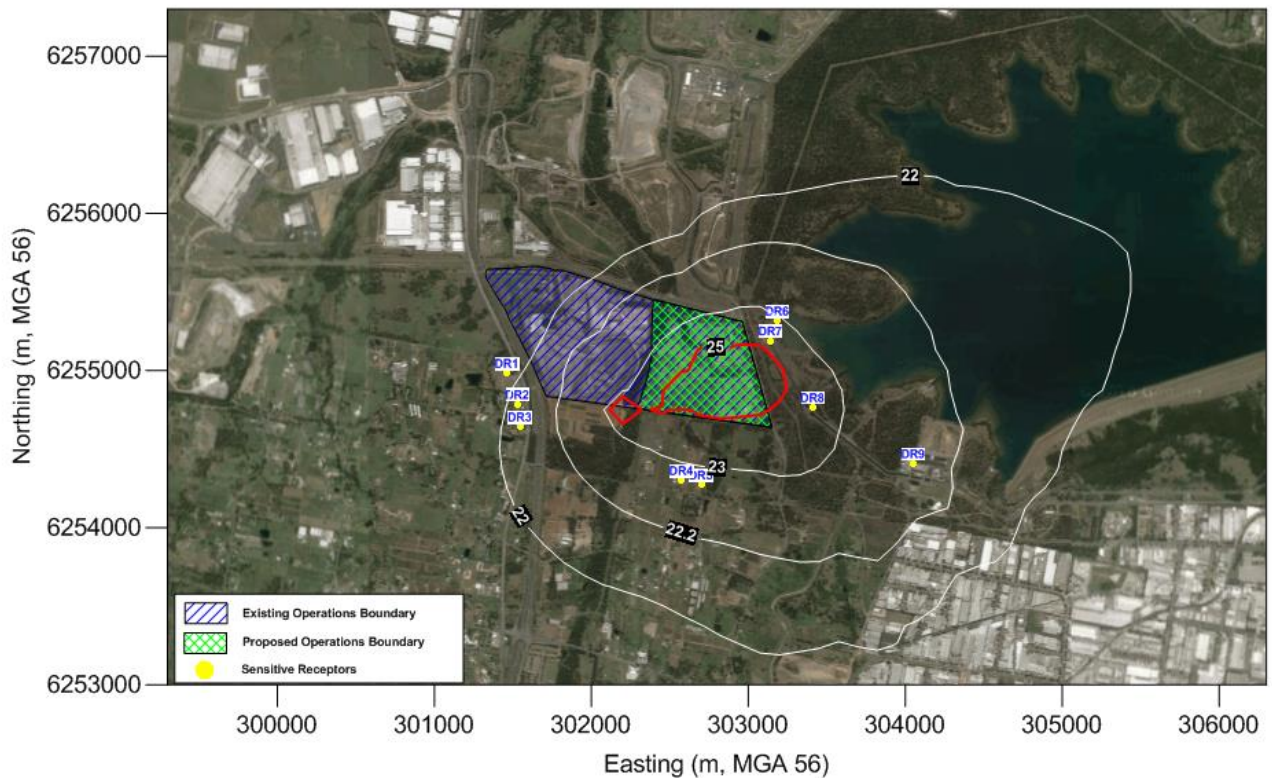 6257000
6256000
6255000
6254000
6253000
Northing (m, MGA 56)
22
DR6
DR7
25
DR1
DR2
DR3
DR8
DR9
23
DR4
22
22.2
Existing Operations Boundary
Proposed Operations Boundary
Sensitive Receptors
300000 301000 302000 303000 304000 305000 306000
Easting (m, MGA 56)